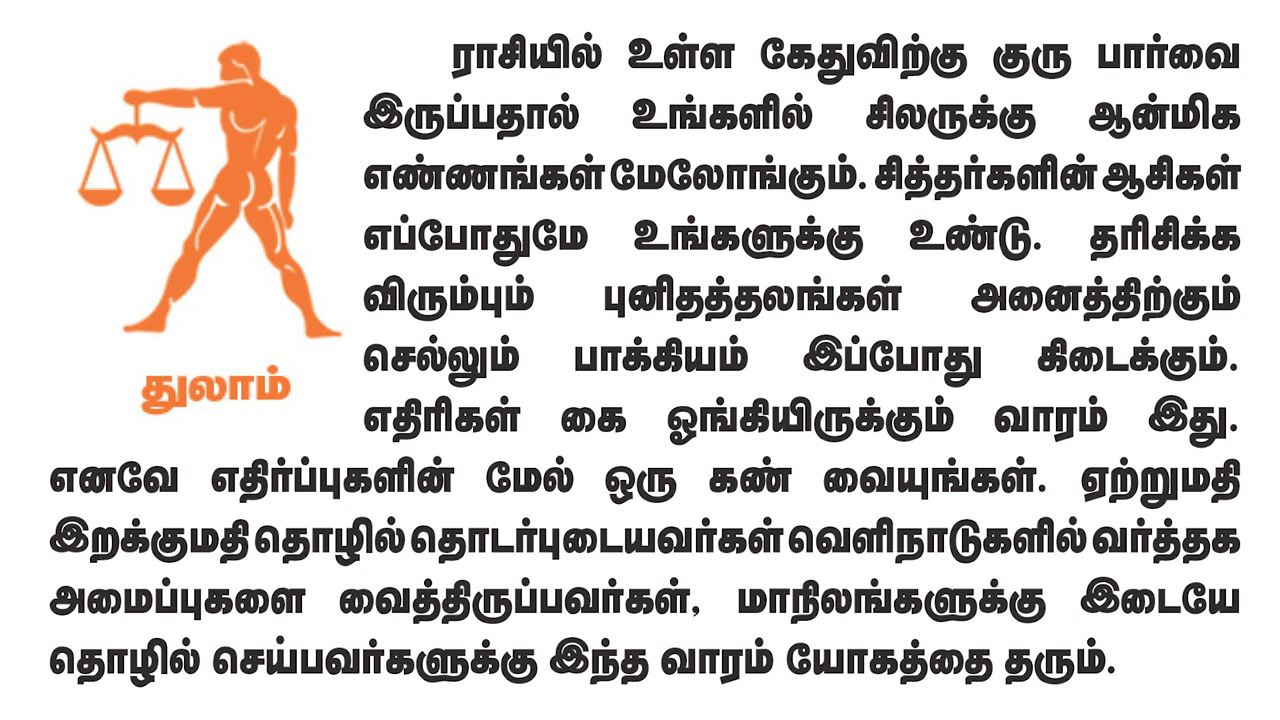 ராசியில் உள்ள கேதுவிற்கு குரு பார்வை
இருப்பதால் உங்களில் சிலருக்கு ஆன்மிக
எண்ணங்கள் மேலோங்கும். சித்தர்களின் ஆசிகள்
எப்போதுமே உங்களுக்கு உண்டு. தரிசிக்க
விரும்பும் புனிதத்தலங்கள் அனைத்திற்கும்
செல்லும் பாக்கியம் இப்போது கிடைக்கும்.
எதிரிகள் கை ஓங்கியிருக்கும் வாரம் இது.
எனவே எதிர்ப்புகளின் மேல் ஒரு கண் வையுங்கள். ஏற்றுமதி
இறக்குமதி தொழில் தொடர்புடையவர்கள் வெளிநாடுகளில் வர்த்தக
அமைப்புகளை வைத்திருப்பவர்கள், மாநிலங்களுக்கு இடையே
தொழில் செய்பவர்களுக்கு இந்த வாரம் யோகத்தை தரும்.
துலாம்